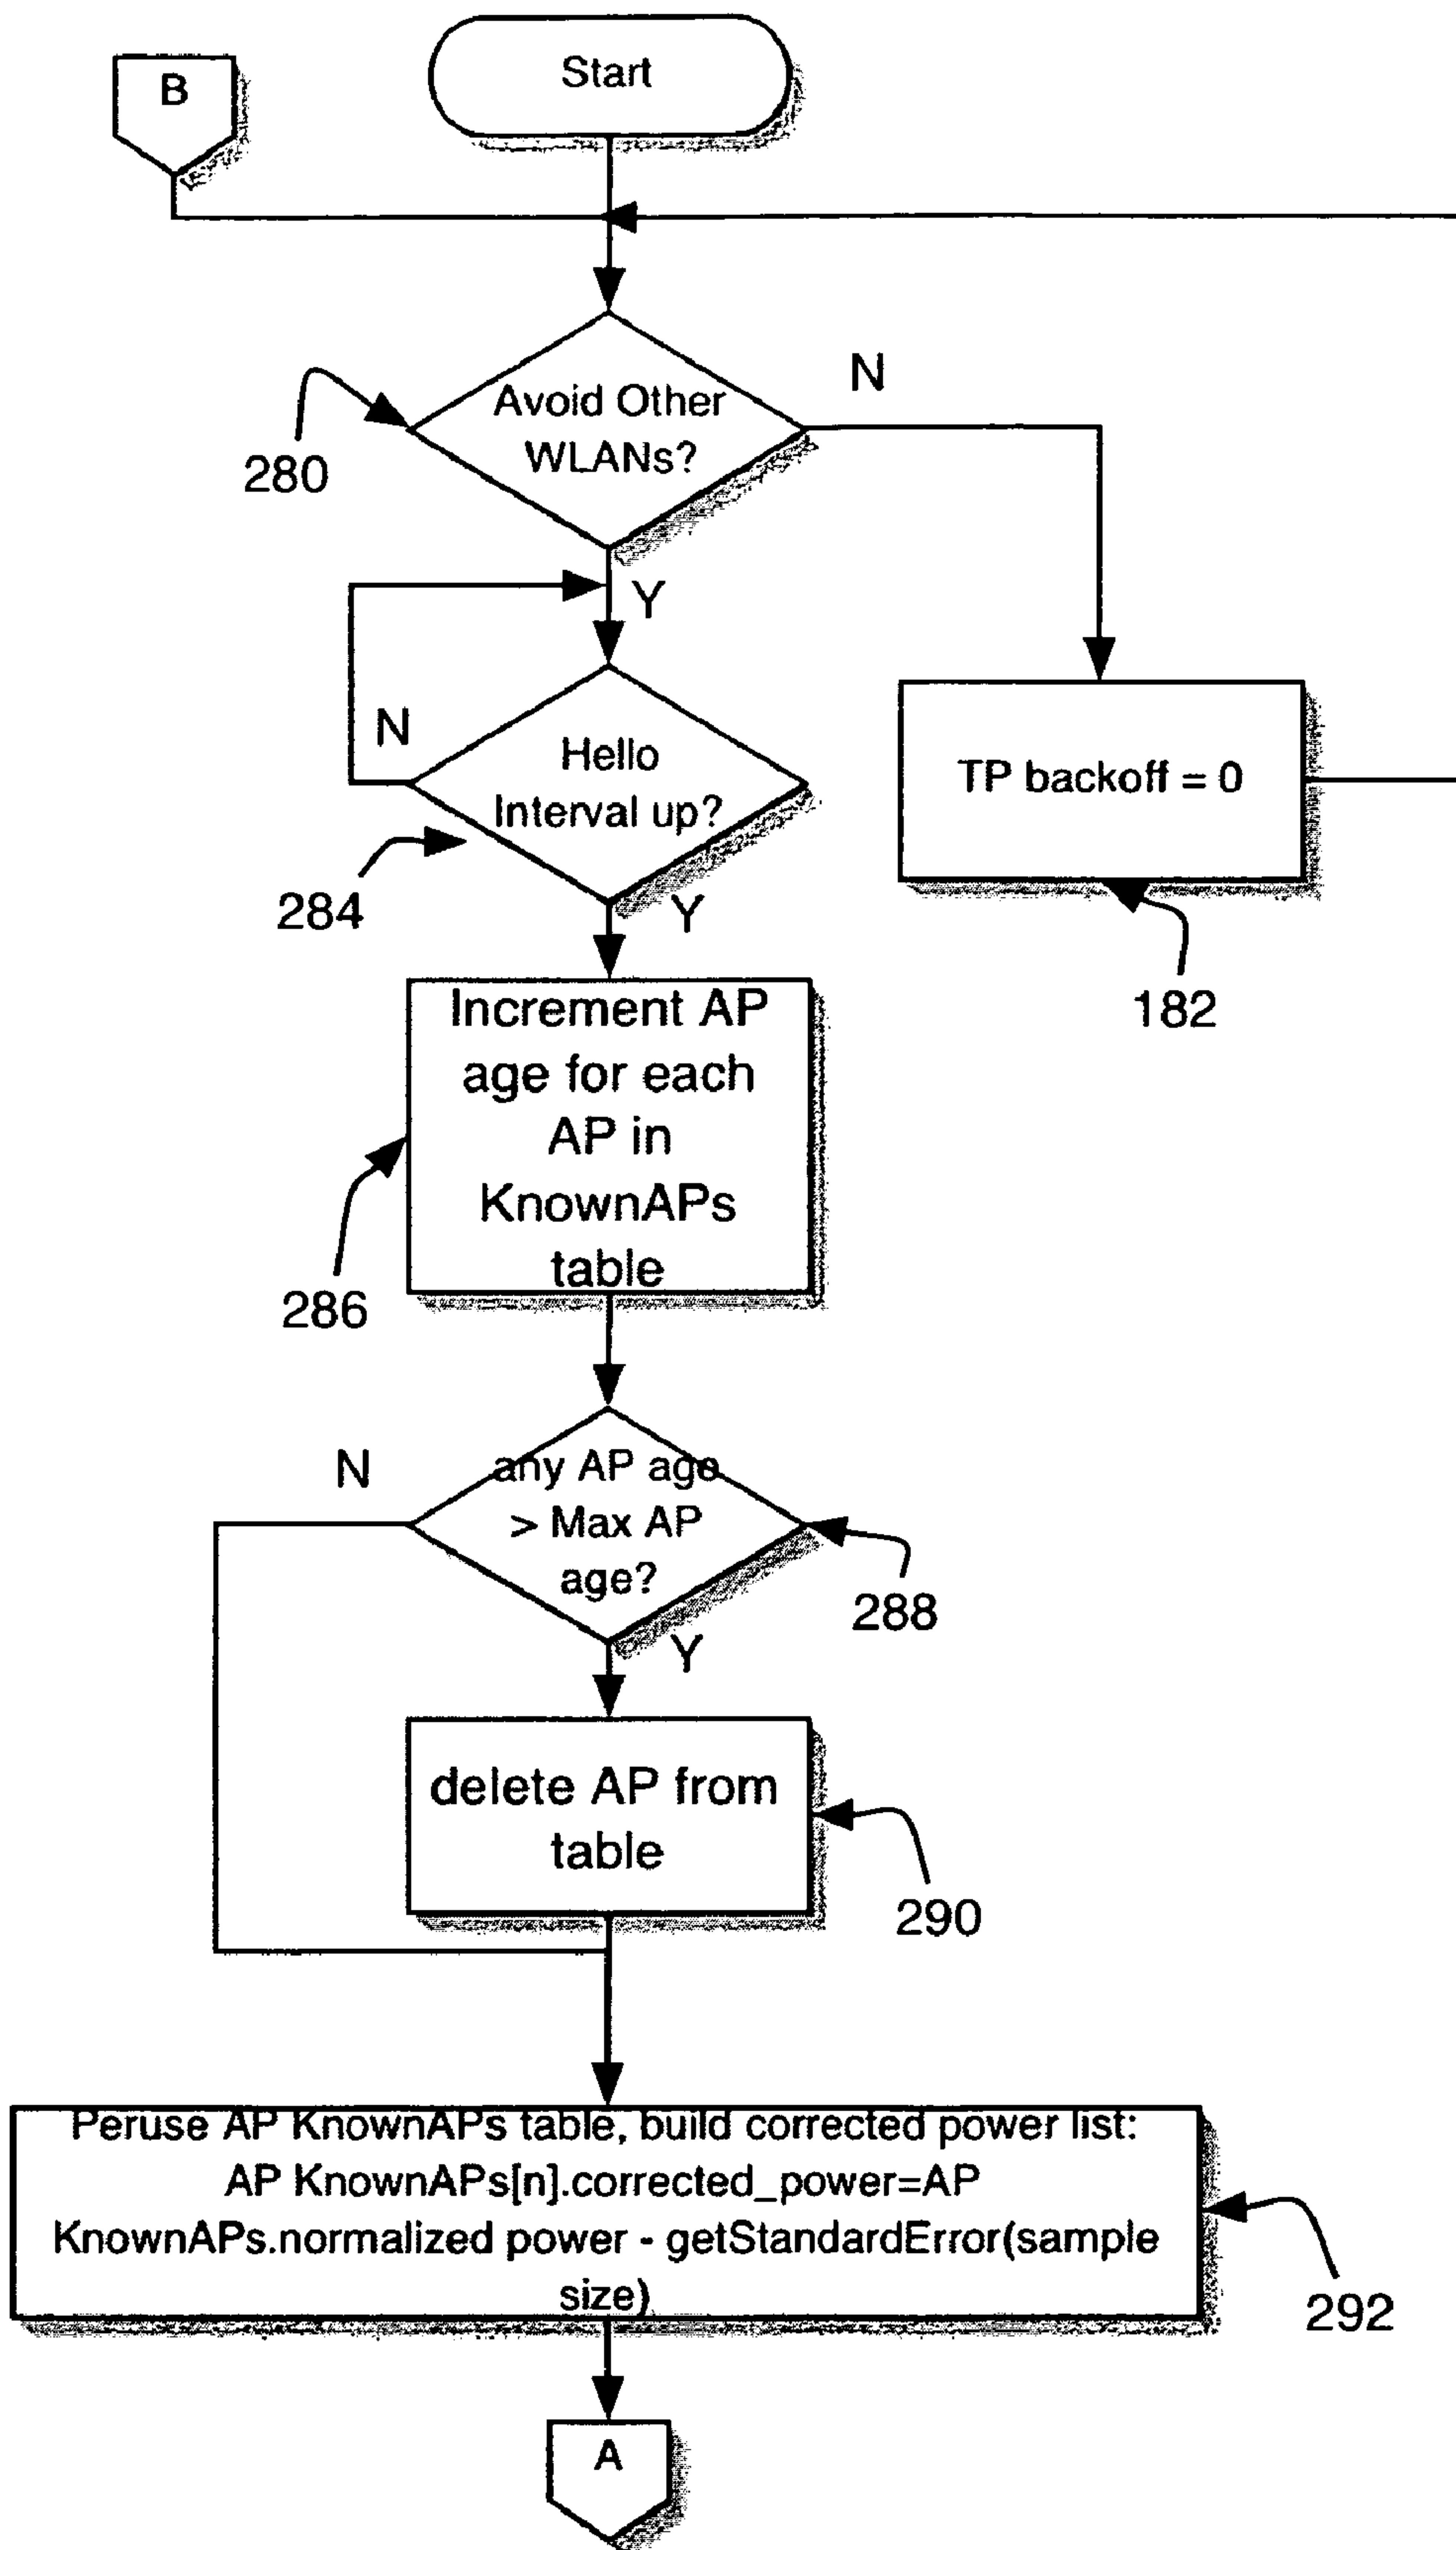 B
Start
Avoid Other
WLANs?
N
280
Y
N
Hello
Interval up?
284
Y
TP backoff = 0
182
Increment AP
age for each
AP in
KnownAPs
table
286
N
any AP age
> Max AP
age?
288
Y
delete AP from
table
290
Peruse AP KnownAPs table, build corrected power list:
AP KnownAPs[n].corrected_power=AP
KnownAPs.normalized power - getStandardError(sample
size)
292
A